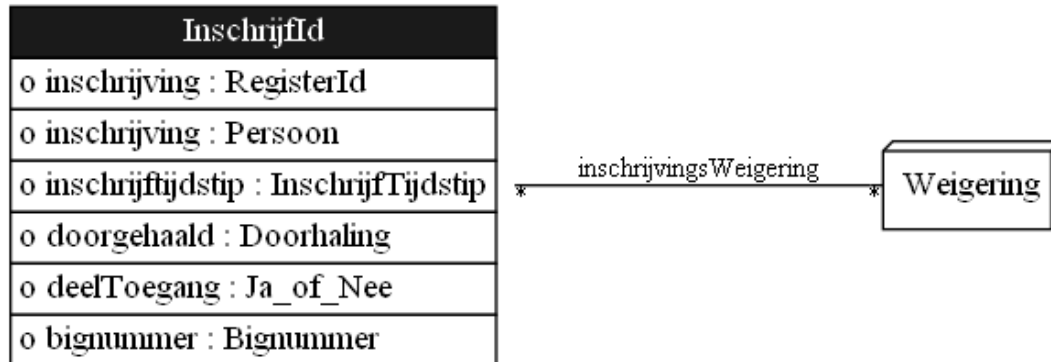 InschrijfId
o inschrijving : RegisterId
o inschrijving : Persoon
o inschrijftijdstip : InschrijfTijdstip
o doorgehaald : Doorhaling
o deelToegang : Ja_of_Nee
o bignummer : Bignummer
* inschrijvingsWeigering *
Weigering